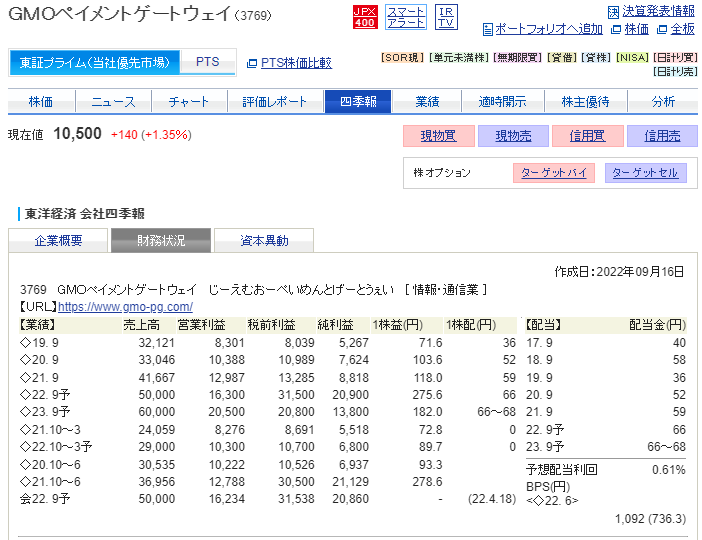 GMOペイメントゲートウェイ（3769）
JPX 400 スマートアラート IR TV 決算発表情報
ポートフォリオへ追加 株価 全板
東証プライム（当社優先市場） PTS PTS株価比較
[SOR現] [単元未満株] [無期限買] [貸借] [貸株] [NISA] [日計り買]
[日計り売]
株価 ニュース チャート 評価レポート 四季報 業績 適時開示 株主優待 分析
現在値 10,500 +140 (+1.35%) 現物買 現物売 信用買 信用売
株オプション ターゲットバイ ターゲットセル
東洋経済 会社四季報
企業概要 財務状況 資本異動
作成日：2022年09月16日
3769 GMOペイメントゲートウェイ じーえむおーぺいめんとげーとうぇい ［ 情報・通信業 ］
【URL】https://www.gmo-pg.com/
【業績】 売上高 営業利益 税前利益 純利益 1株益(円) 1株配(円) 【配当】 配当金(円)
◇19. 9 32,121 8,301 8,039 5,267 71.6 36 17. 9 40
◇20. 9 33,046 10,388 10,989 7,624 103.6 52 18. 9 58
◇21. 9 41,667 12,987 13,285 8,818 118.0 59 19. 9 36
◇22. 9予 50,000 16,300 31,500 20,900 275.6 66 20. 9 52
◇23. 9予 60,000 20,500 20,800 13,800 182.0 66～68 21. 9 59
◇21.10～3 24,059 8,276 8,691 5,518 72.8 0 22. 9予 66
◇22.10～3予 29,000 10,300 10,700 6,800 89.7 0 23. 9予 66～68
◇20.10～6 30,535 10,222 10,526 6,937 93.3 予想配当利回 0.61%
◇21.10～6 36,956 12,788 30,500 21,129 278.6 BPS(円)
会22. 9予 50,000 16,234 31,538 20,860 - (22.4.18) <◇22. 6>
1,092 (736.3)